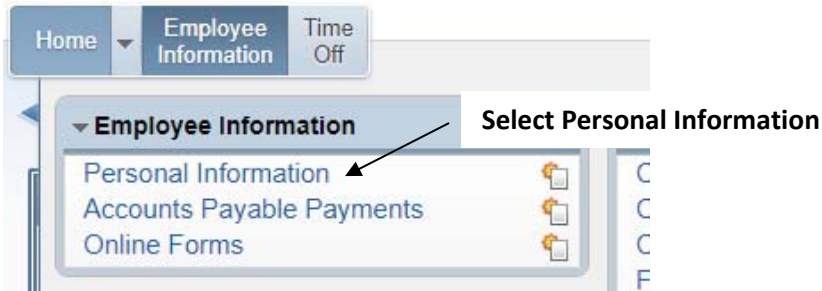 Home
Employee Information
Time Off
Employee Information
Select Personal Information
Personal Information
Accounts Payable Payments
Online Forms
C
C
C
F